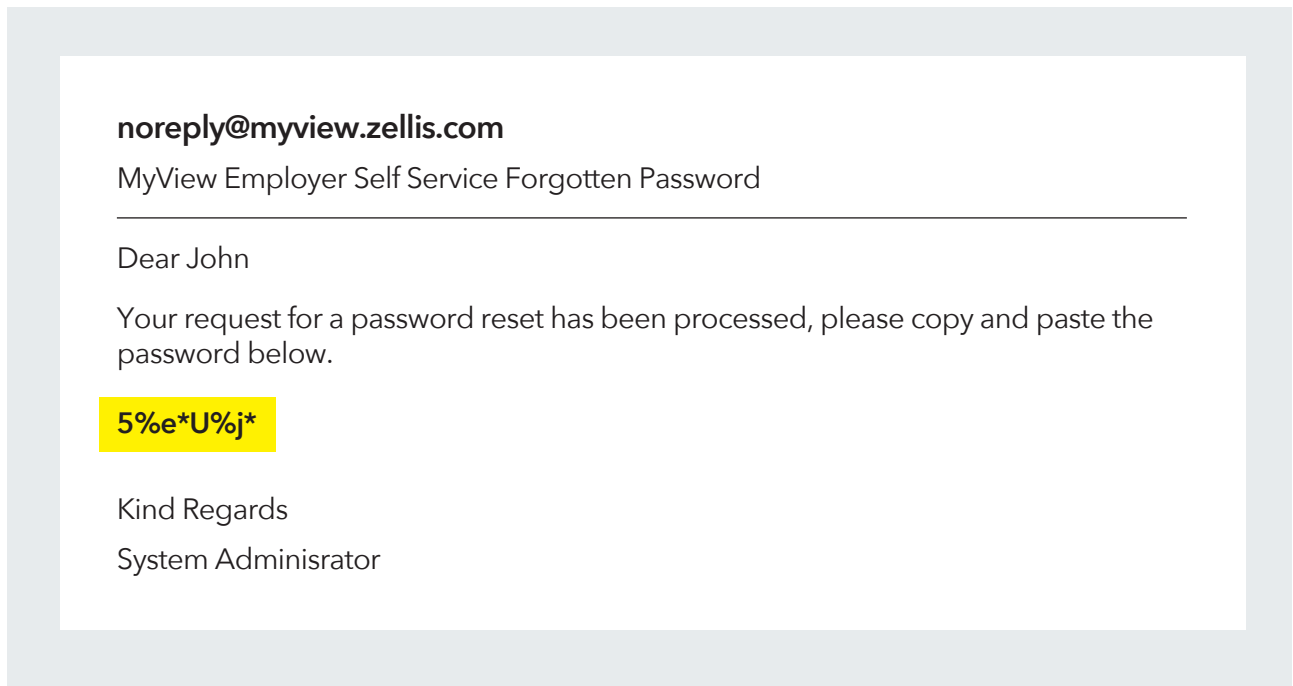 noreply@myview.zellis.com
MyView Employer Self Service Forgotten Password
Dear John
Your request for a password reset has been processed, please copy and paste the
password below.
5%e*U%j*
Kind Regards
System Adminisrator